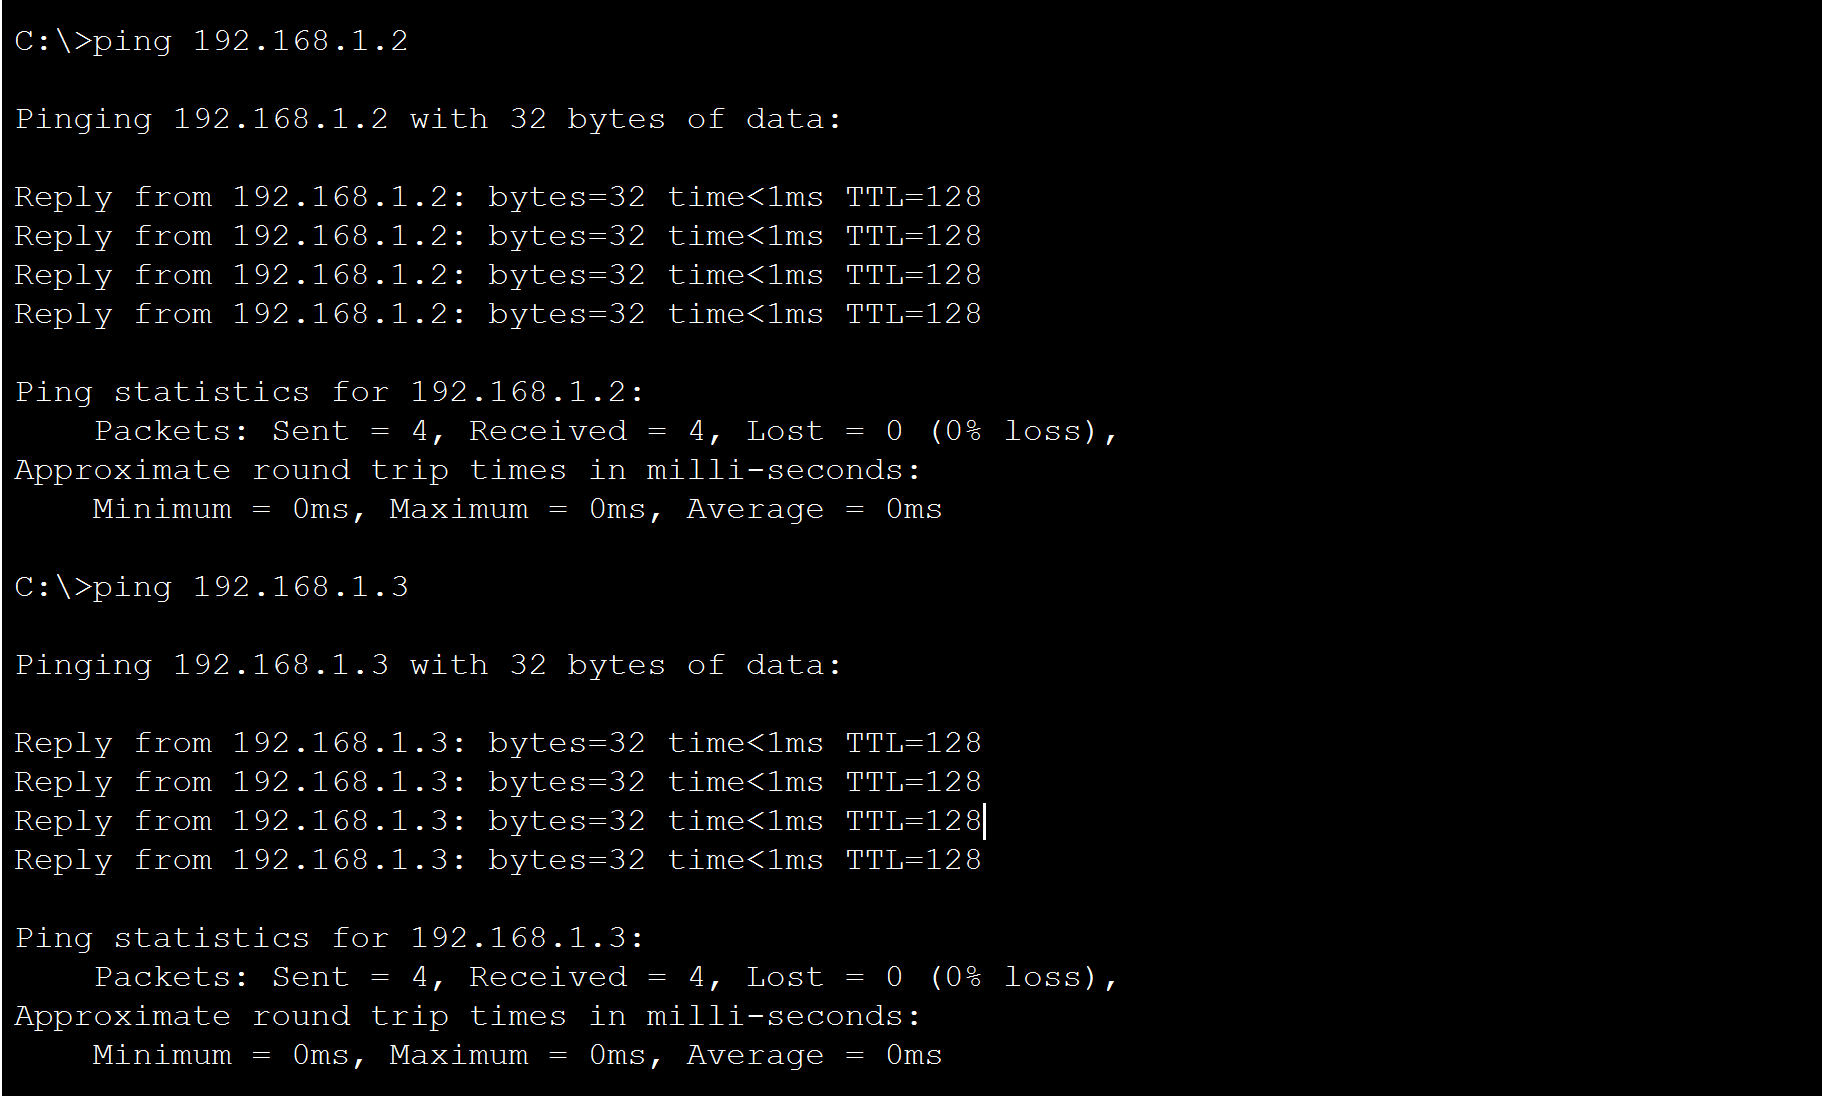 C:\>ping 192.168.1.2
Pinging 192.168.1.2 with 32 bytes of data:
Reply from 192.168.1.2: bytes=32 time<1ms TTL=128
Reply from 192.168.1.2: bytes=32 time<1ms TTL=128
Reply from 192.168.1.2: bytes=32 time<1ms TTL=128
Reply from 192.168.1.2: bytes=32 time<1ms TTL=128
Ping statistics for 192.168.1.2:
    Packets: Sent = 4, Received = 4, Lost = 0 (0% loss),
Approximate round trip times in milli-seconds:
    Minimum = 0ms, Maximum = 0ms, Average = 0ms
C:\>ping 192.168.1.3
Pinging 192.168.1.3 with 32 bytes of data:
Reply from 192.168.1.3: bytes=32 time<1ms TTL=128
Reply from 192.168.1.3: bytes=32 time<1ms TTL=128
Reply from 192.168.1.3: bytes=32 time<1ms TTL=128
Reply from 192.168.1.3: bytes=32 time<1ms TTL=128
Ping statistics for 192.168.1.3:
    Packets: Sent = 4, Received = 4, Lost = 0 (0% loss),
Approximate round trip times in milli-seconds:
    Minimum = 0ms, Maximum = 0ms, Average = 0ms